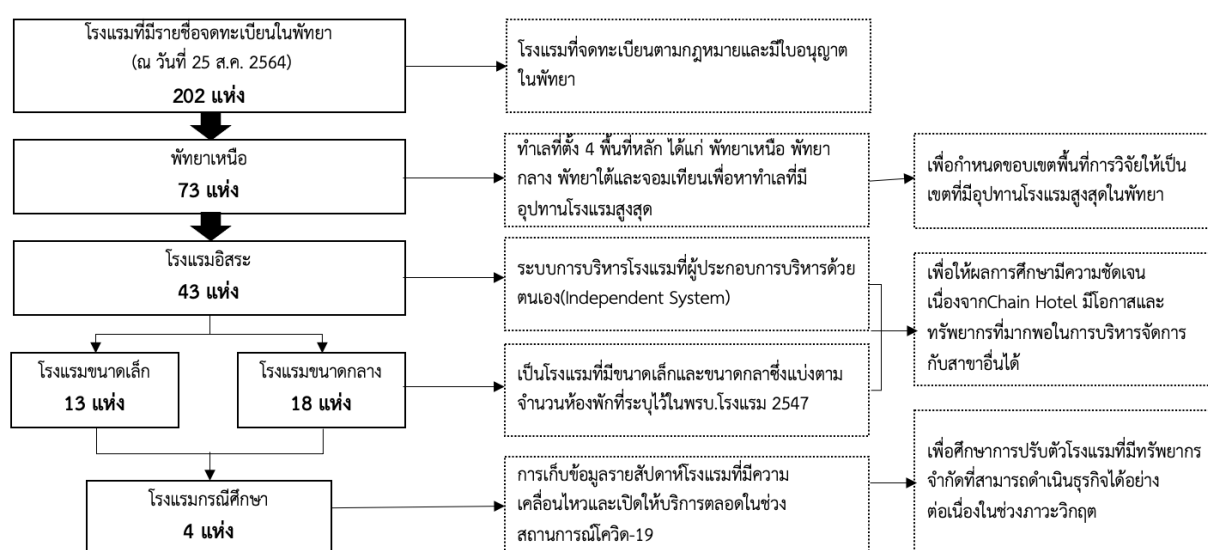 โรงแรมที่มีรายชื่อจดทะเบียนในพัทยา
(ณ วันที่ 25 ส.ค. 2564)
202 แห่ง
โรงแรมที่จดทะเบียนตามกฎหมายและมีใบอนุญาต
ในพัทยา
พัทยาเหนือ
73 แห่ง
ทำเลที่ตั้ง 4 พื้นที่หลัก ได้แก่ พัทยาเหนือ พัทยา
กลาง พัทยาใต้และจอมเทียนเพื่อหาทำเลที่มี
อุปทานโรงแรมสูงสุด
เพื่อกำหนดขอบเขตพื้นที่การวิจัยให้เป็น
เขตที่มีอุปทานโรงแรมสูงสุดในพัทยา
โรงแรมอิสระ
43 แห่ง
ระบบการบริหารโรงแรมที่ผู้ประกอบการบริหารด้วย
ตนเอง(Independent System)
เพื่อให้ผลการศึกษามีความชัดเจน
เนื่องจากChain Hotel มีโอกาสและ
ทรัพยากรที่มากพอในการบริหารจัดการ
กับสาขาอื่นได้
โรงแรมขนาดเล็ก
13 แห่ง
โรงแรมขนาดกลาง
18 แห่ง
เป็นโรงแรมที่มีขนาดเล็กและขนาดกลาซึ่งแบ่งตาม
จำนวนห้องพักที่ระบุไว้ในพรบ.โรงแรม 2547
โรงแรมกรณีศึกษา
4 แห่ง
การเก็บข้อมูลรายสัปดาห์โรงแรมที่มีความ
เคลื่อนไหวและเปิดให้บริการตลอดในช่วง
สถานการณ์โควิด-19
เพื่อศึกษาการปรับตัวโรงแรมที่มีทรัพยากร
จำกัดที่สามารถดำเนินธุรกิจได้อย่าง
ต่อเนื่องในช่วงภาวะวิกฤต